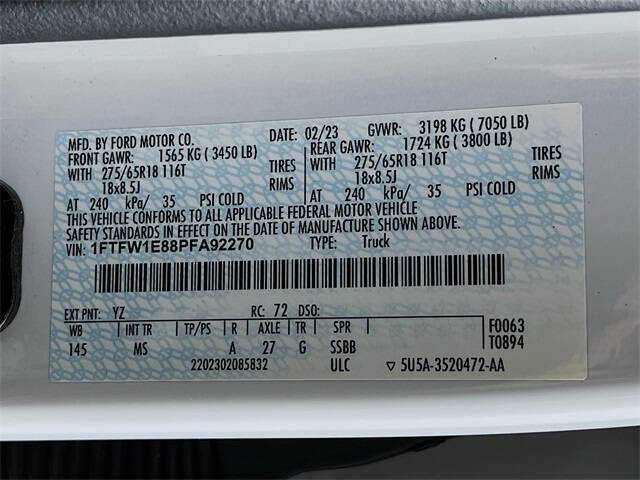 MFD. BY FORD MOTOR CO. 02/23 GVWR: 3198 KG (7050 LB)
FRONT GAWR: 1565 KG (3450 LB) REAR GAWR: 1724 KG (3800 LB)
WITH 275/65R18 116T TIRES WITH 275/65R18 116T TIRES
18x8.5J RIMS 18x8.5J RIMS
AT 240 kPa/ 35 PSI COLD AT 240 kPa/ 35 PSI COLD
THIS VEHICLE CONFORMS TO ALL APPLICABLE FEDERAL MOTOR VEHICLE
SAFETY STANDARDS IN EFFECT ON THE DATE OF MANUFACTURE SHOWN ABOVE.
VIN: 1FTFW1E88PFA92270 TYPE: Truck
EXT PNT: YZ RC: 72 DSO:
WB INT TR TP/PS R AXLE TR SPR F0063
145 MS A 27 G SSBB T0894
2202302085832 ULC ▽ 5U5A-3520472-AA